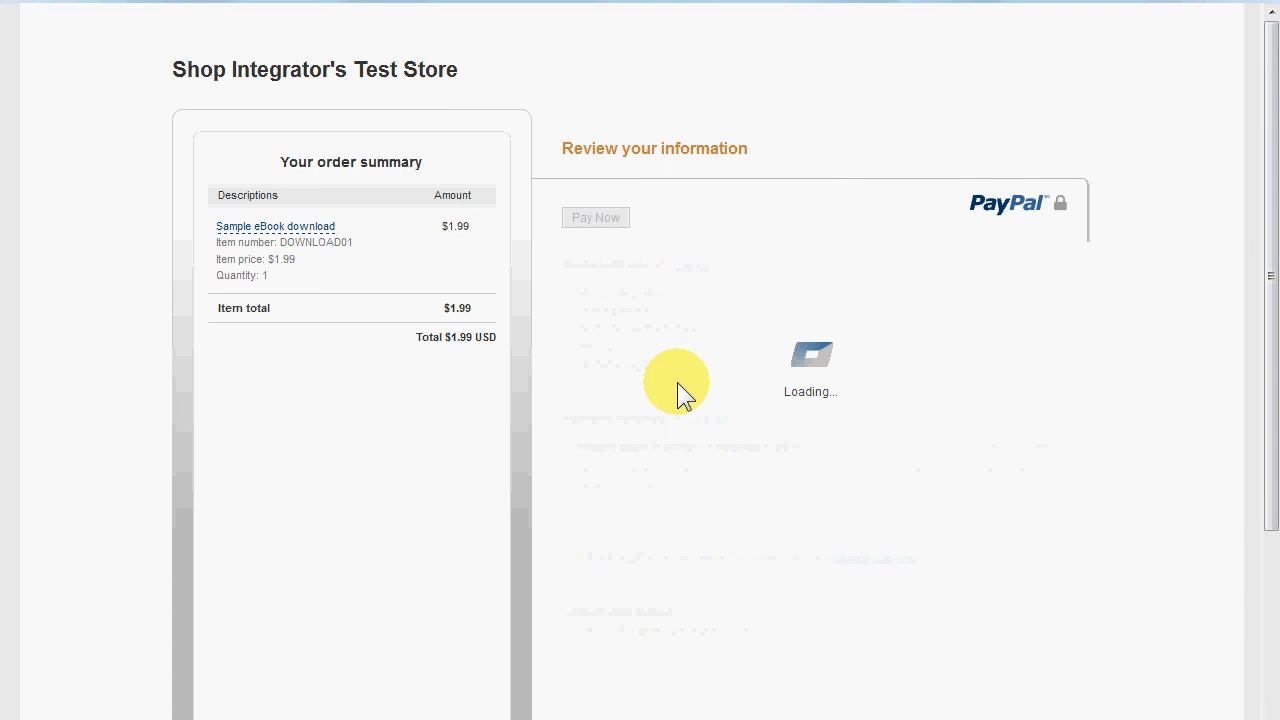 Shop Integrator's Test Store
Your order summary
Descriptions Amount
Sample eBook download $1.99
Item number: DOWNLOAD01
Item price: $1.99
Quantity: 1
Item total $1.99
Total $1.99 USD
Review your information
PayPal™
Pay Now
Loading...